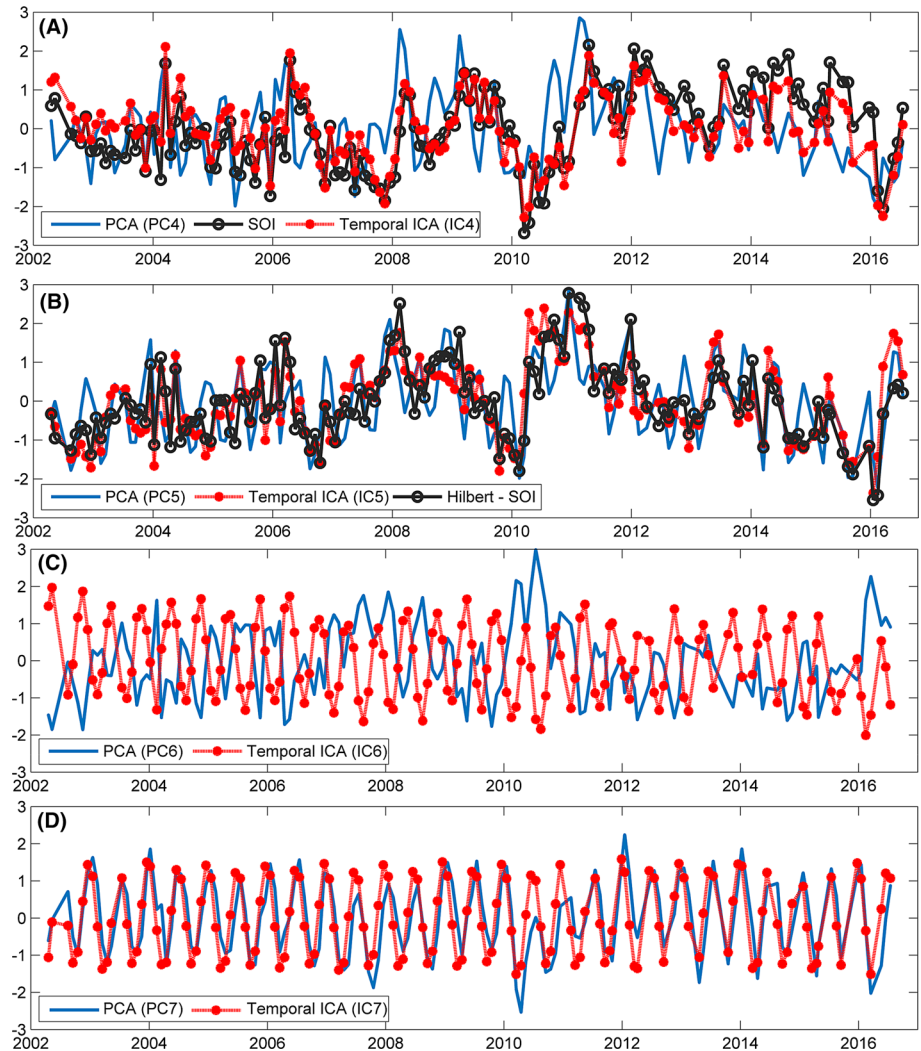 (A)
3
2
1
0
-1
-2
-3
PCA (PC4) SOI Temporal ICA (IC4)
2002 2004 2006 2008 2010 2012 2014 2016
(B)
3
2
1
0
-1
-2
-3
PCA (PC5) Temporal ICA (IC5) Hilbert - SOI
2002 2004 2006 2008 2010 2012 2014 2016
(C)
3
2
1
0
-1
-2
-3
PCA (PC6) Temporal ICA (IC6)
2002 2004 2006 2008 2010 2012 2014 2016
(D)
3
2
1
0
-1
-2
-3
PCA (PC7) Temporal ICA (IC7)
2002 2004 2006 2008 2010 2012 2014 2016